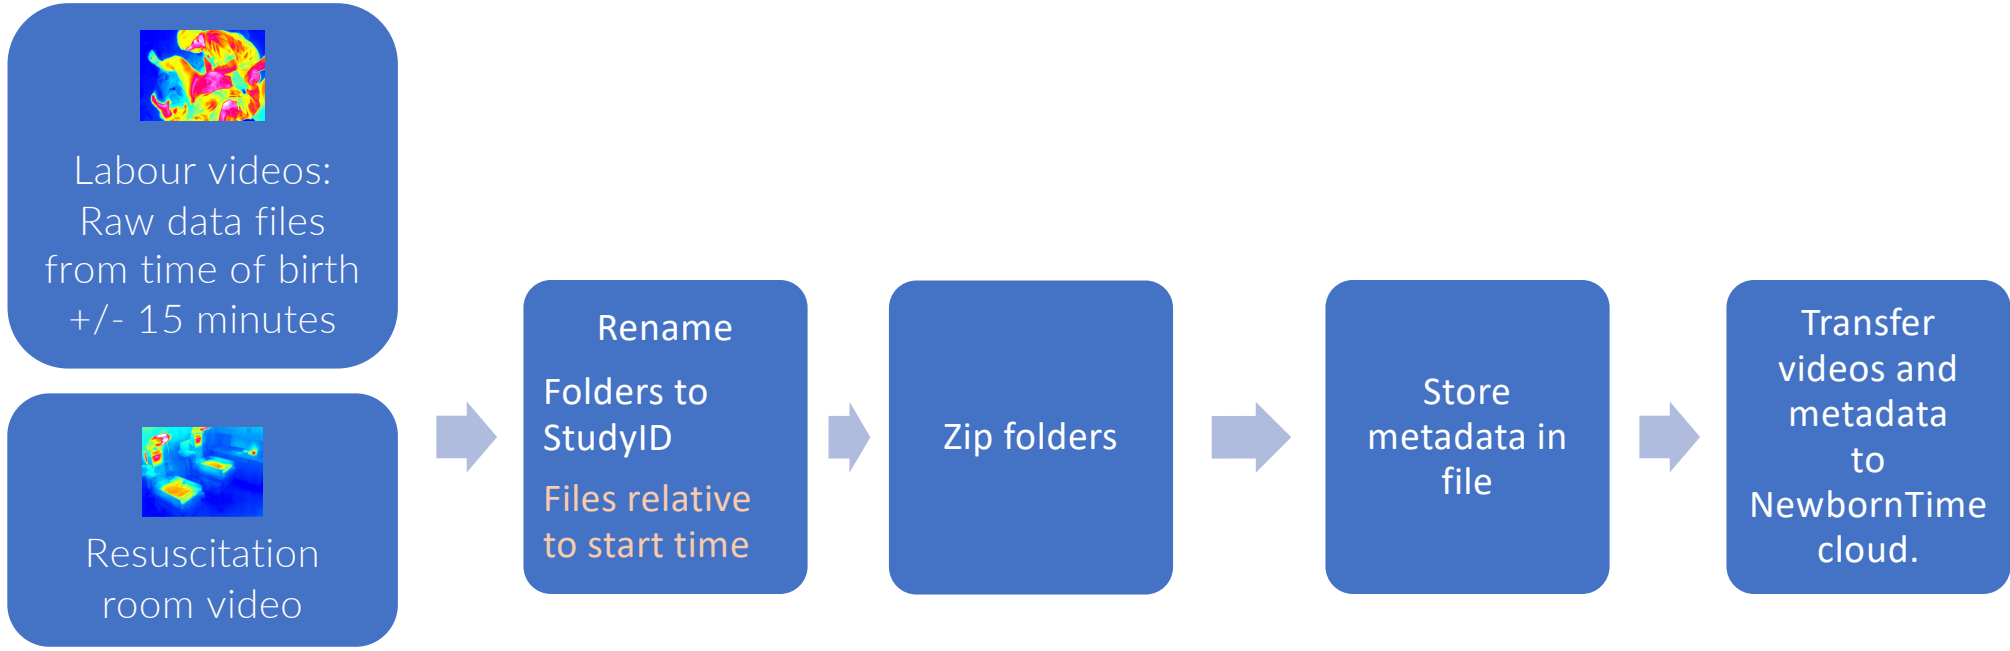 Labour videos:
Raw data files
from time of birth
+/- 15 minutes
Resuscitation
room video
Rename
Folders to
StudyID
Files relative
to start time
Zip folders
Store
metadata in
file
Transfer
videos and
metadata
to
NewbornTime
cloud.